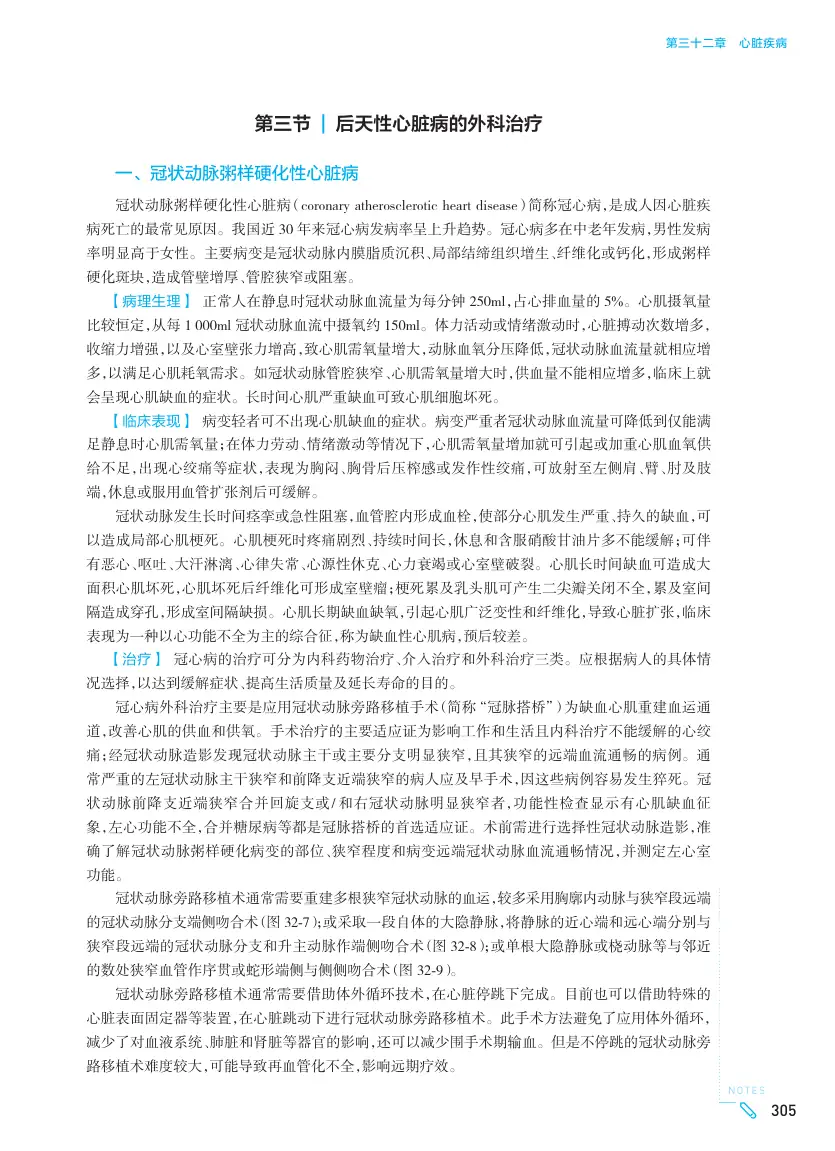 第三十二章 心脏疾病
第三节 | 后天性心脏病的外科治疗
一、冠状动脉粥样硬化性心脏病
冠状动脉粥样硬化性心脏病（coronary atherosclerotic heart disease）简称冠心病，是成人因心脏疾
病死亡的最常见原因。我国近 30 年来冠心病发病率呈上升趋势。冠心病多在中老年发病，男性发病
率明显高于女性。主要病变是冠状动脉内膜脂质沉积、局部结缔组织增生、纤维化或钙化，形成粥样
硬化斑块，造成管壁增厚、管腔狭窄或阻塞。
【病理生理】 正常人在静息时冠状动脉血流量为每分钟 250ml，占心排血量的 5%。心肌摄氧量
比较恒定，从每 1 000ml 冠状动脉血流中摄氧约 150ml。体力活动或情绪激动时，心脏搏动次数增多，
收缩力增强，以及心室壁张力增高，致心肌需氧量增大，动脉血氧分压降低，冠状动脉血流量就相应增
多，以满足心肌耗氧需求。如冠状动脉管腔狭窄、心肌需氧量增大时，供血量不能相应增多，临床上就
会呈现心肌缺血的症状。长时间心肌严重缺血可致心肌细胞坏死。
【临床表现】 病变轻者可不出现心肌缺血的症状。病变严重者冠状动脉血流量可降低到仅能满
足静息时心肌需氧量；在体力劳动、情绪激动等情况下，心肌需氧量增加就可引起或加重心肌血氧供
给不足，出现心绞痛等症状，表现为胸闷、胸骨后压榨感或发作性绞痛，可放射至左侧肩、臂、肘及肢
端，休息或服用血管扩张剂后可缓解。
冠状动脉发生长时间痉挛或急性阻塞，血管腔内形成血栓，使部分心肌发生严重、持久的缺血，可
以造成局部心肌梗死。心肌梗死时疼痛剧烈、持续时间长，休息和含服硝酸甘油片多不能缓解；可伴
有恶心、呕吐、大汗淋漓、心律失常、心源性休克、心力衰竭或心室壁破裂。心肌长时间缺血可造成大
面积心肌坏死，心肌坏死后纤维化可形成室壁瘤；梗死累及乳头肌可产生二尖瓣关闭不全，累及室间
隔造成穿孔，形成室间隔缺损。心肌长期缺血缺氧，引起心肌广泛变性和纤维化，导致心脏扩张，临床
表现为一种以心功能不全为主的综合征，称为缺血性心肌病，预后较差。
【治疗】 冠心病的治疗可分为内科药物治疗、介入治疗和外科治疗三类。应根据病人的具体情
况选择，以达到缓解症状、提高生活质量及延长寿命的目的。
冠心病外科治疗主要是应用冠状动脉旁路移植手术（简称“冠脉搭桥”）为缺血心肌重建血运通
道，改善心肌的供血和供氧。手术治疗的主要适应证为影响工作和生活且内科治疗不能缓解的心绞
痛；经冠状动脉造影发现冠状动脉主干或主要分支明显狭窄，且其狭窄的远端血流通畅的病例。通
常严重的左冠状动脉主干狭窄和前降支近端狭窄的病人应及早手术，因这些病例容易发生猝死。冠
状动脉前降支近端狭窄合并回旋支或/和右冠状动脉明显狭窄者，功能性检查显示有心肌缺血征
象，左心功能不全，合并糖尿病等都是冠脉搭桥的首选适应证。术前需进行选择性冠状动脉造影，准
确了解冠状动脉粥样硬化病变的部位、狭窄程度和病变远端冠状动脉血流通畅情况，并测定左心室
功能。
冠状动脉旁路移植术通常需要重建多根狭窄冠状动脉的血运，较多采用胸廓内动脉与狭窄段远端
的冠状动脉分支端侧吻合术（图 32-7）；或采取一段自体的大隐静脉，将静脉的近心端和远心端分别与
狭窄段远端的冠状动脉分支和升主动脉作端侧吻合术（图 32-8）；或单根大隐静脉或桡动脉等与邻近
的数处狭窄血管作序贯或蛇形端侧与侧侧吻合术（图 32-9）。
冠状动脉旁路移植术通常需要借助体外循环技术，在心脏停跳下完成。目前也可以借助特殊的
心脏表面固定器等装置，在心脏跳动下进行冠状动脉旁路移植术。此手术方法避免了应用体外循环，
减少了对血液系统、肺脏和肾脏等器官的影响，还可以减少围手术期输血。但是不停跳的冠状动脉旁
路移植术难度较大，可能导致再血管化不全，影响远期疗效。
NOTES
305